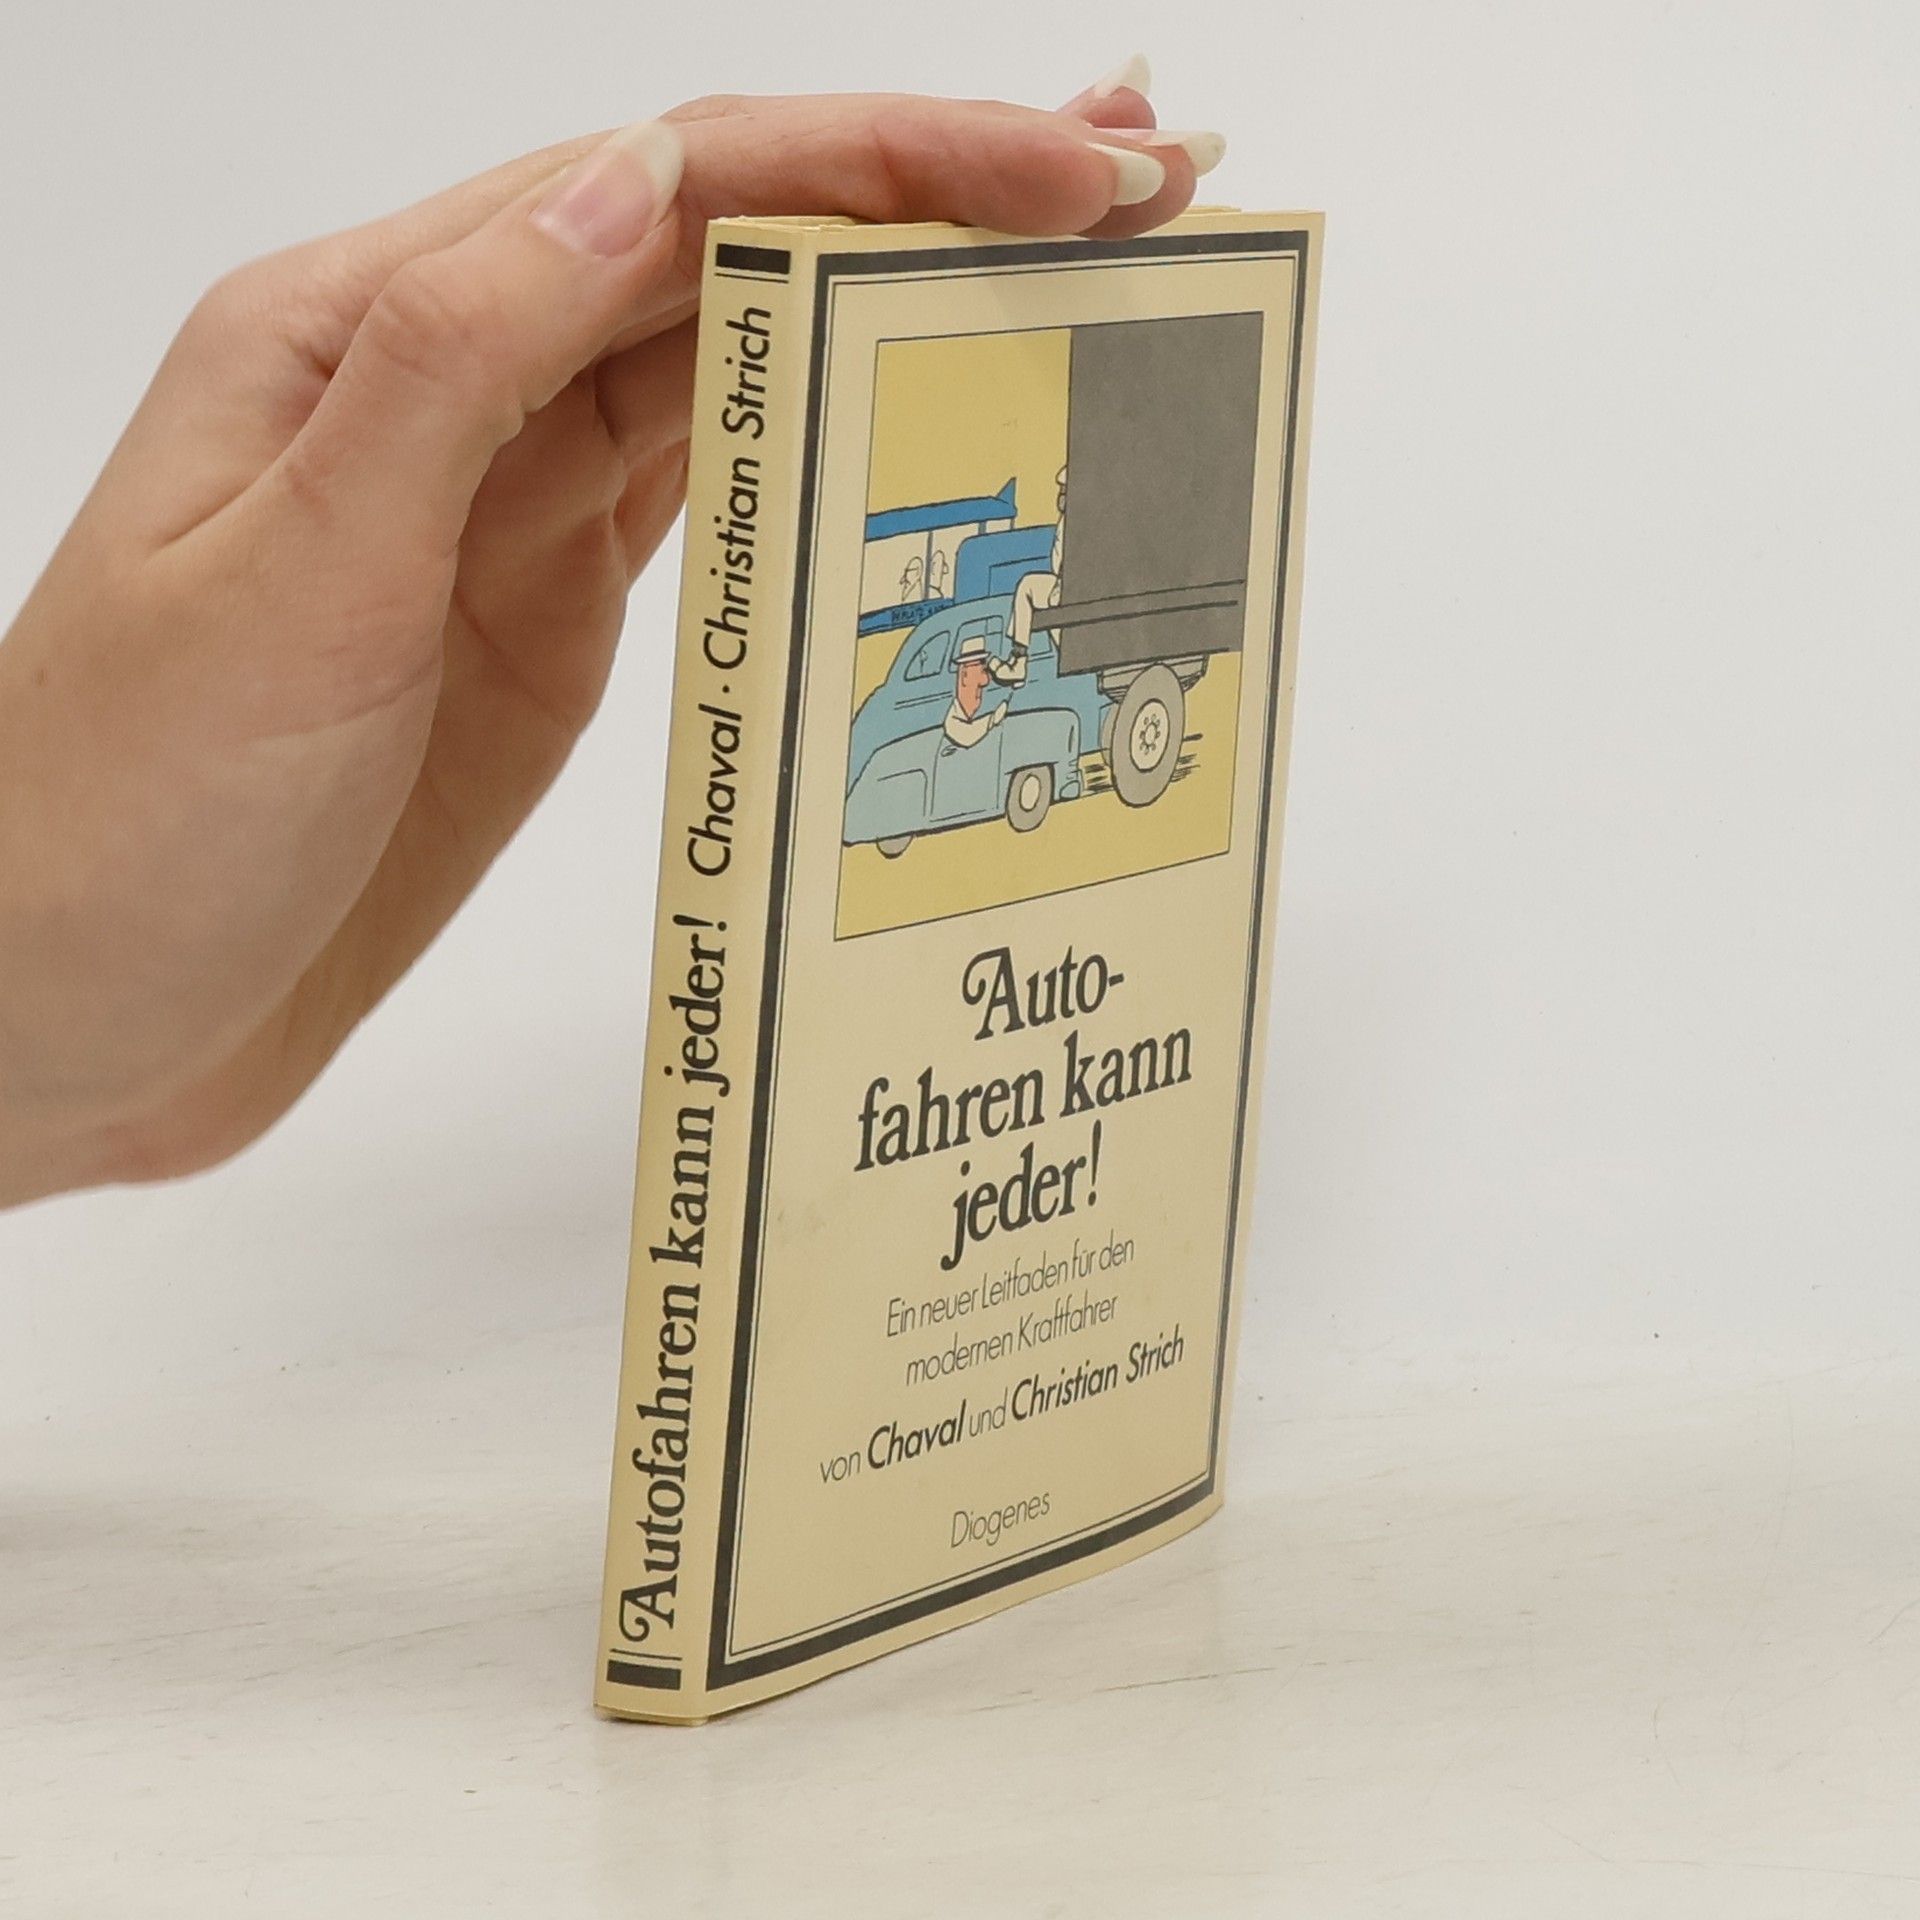 Autofahren kann jeder! Chaval · Christian Strich
Auto-
fahren kann
jeder!
Ein neuer Leitfaden für den
modernen Kraftfahrer
von Chaval und Christian Strich
Diogenes